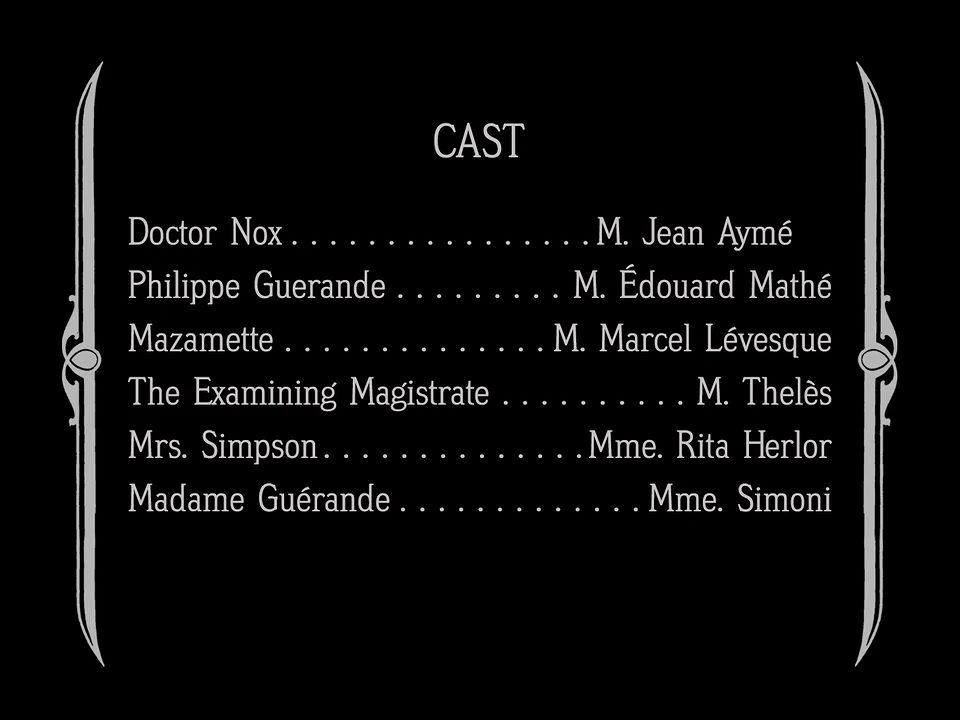 CAST
Doctor Nox . . . . . . . . . . . . . . . . M. Jean Aymé
Philippe Guerande . . . . . . . . . M. Édouard Mathé
Mazamette . . . . . . . . . . . . . . M. Marcel Lévesque
The Examining Magistrate . . . . . . . . . . M. Thelès
Mrs. Simpson . . . . . . . . . . . . . . Mme. Rita Herlor
Madame Guérande . . . . . . . . . . . . . Mme. Simoni